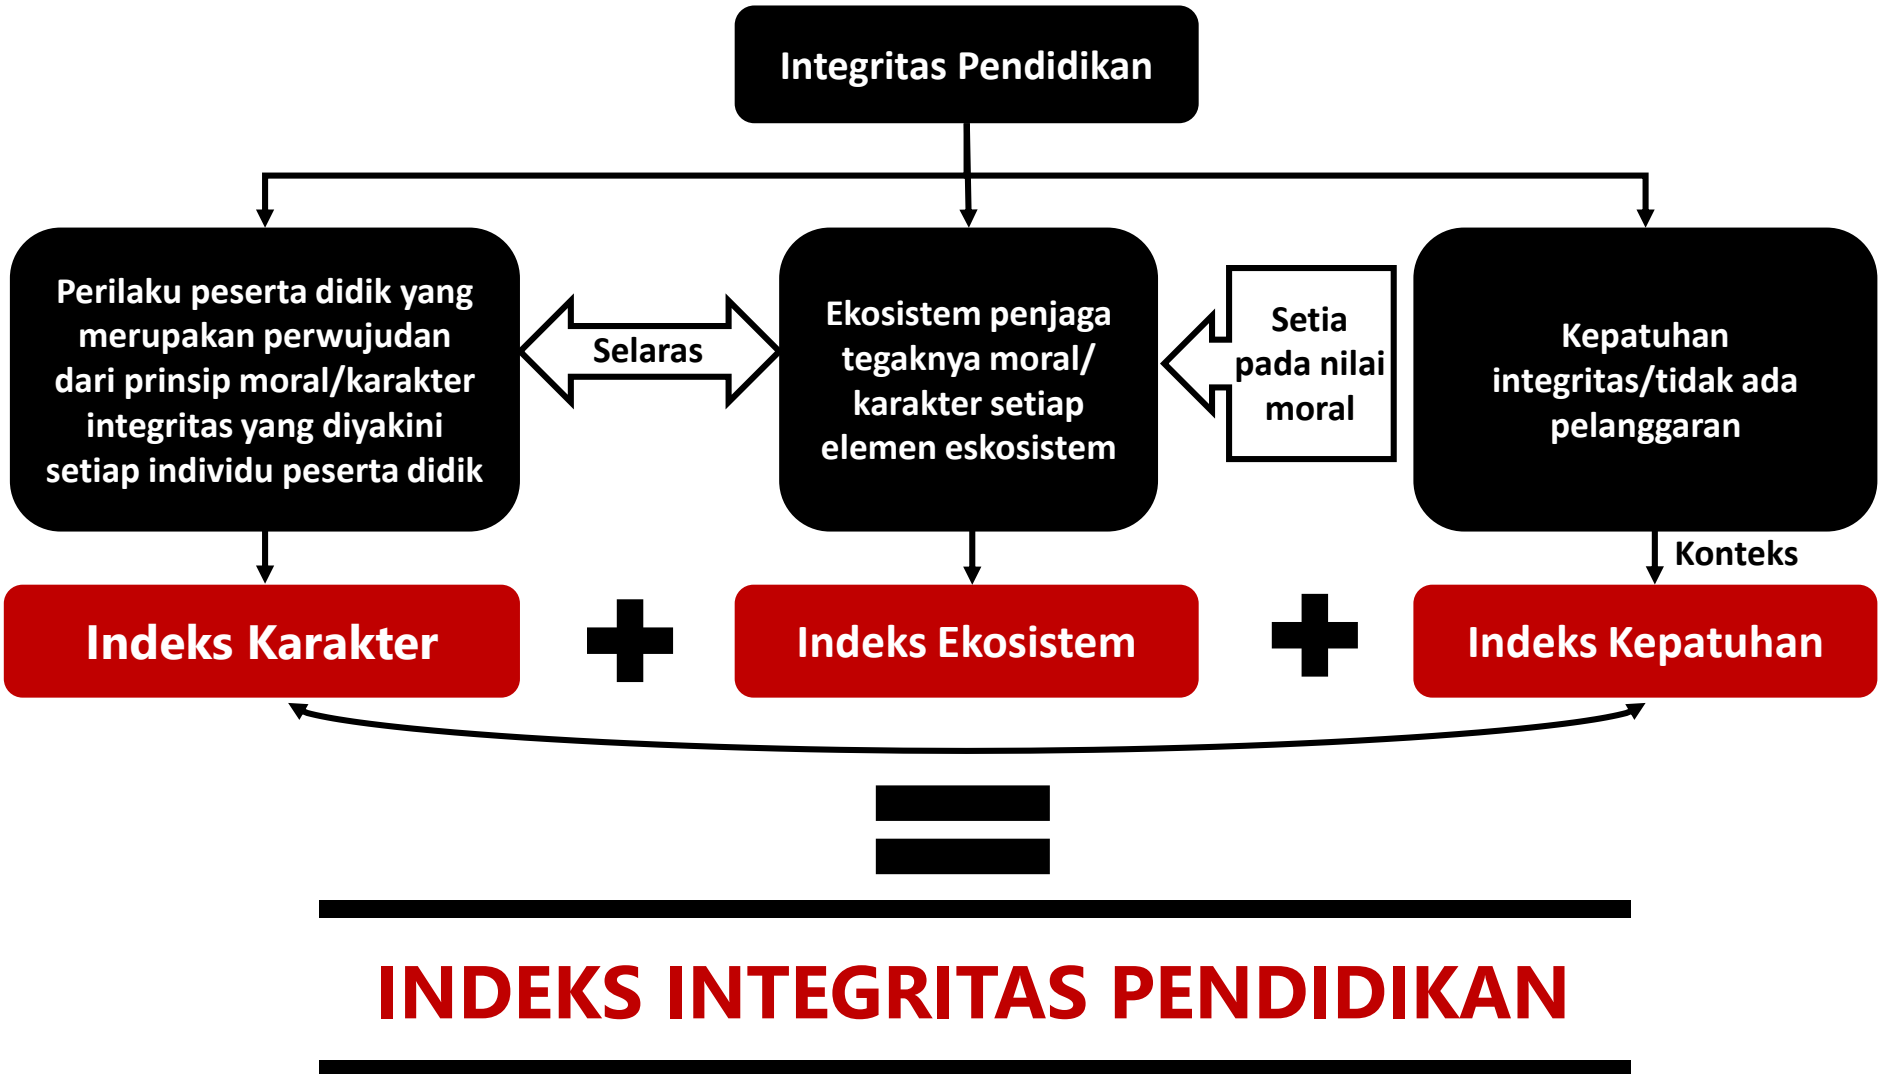 Integritas Pendidikan
Perilaku peserta didik yang
merupakan perwujudan
dari prinsip moral/karakter
integritas yang diyakini
setiap individu peserta didik
Selaras
Ekosistem penjaga
tegaknya moral/
karakter setiap
elemen eskosistem
Setia
pada nilai
moral
Kepatuhan
integritas/tidak ada
pelanggaran
Konteks
Indeks Karakter
Indeks Ekosistem
Indeks Kepatuhan
INDEKS INTEGRITAS PENDIDIKAN